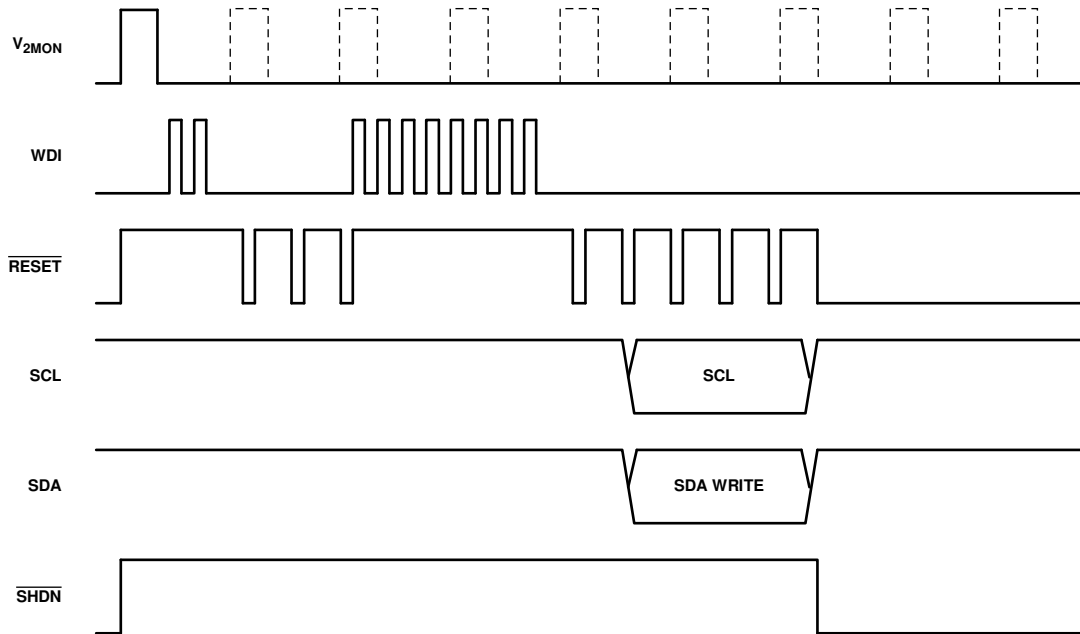 V2MON
WDI
RESET
SCL
SCL
SDA
SDA WRITE
SHDN